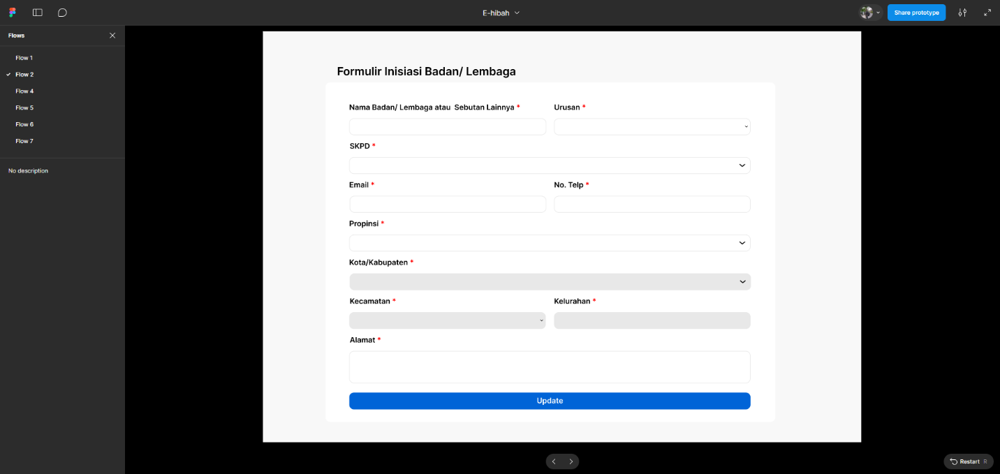 E-hibah
Share prototype
Flows
Flow 1
Flow 2
Flow 4
Flow 5
Flow 6
Flow 7
No description
Formulir Inisiasi Badan/ Lembaga
Nama Badan/ Lembaga atau  Sebutan Lainnya *
Urusan *
SKPD *
Email *
No. Telp *
Propinsi *
Kota/Kabupaten *
Kecamatan *
Kelurahan *
Alamat *
Update
Restart R